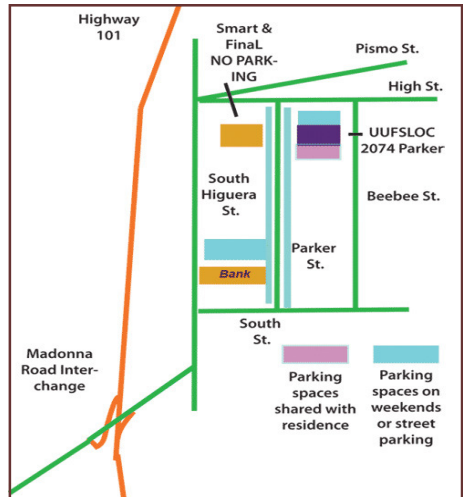 Highway
101
Smart &
FinaL
NO PARK-
ING
Pismo St.
High St.
UUFSLOC
2074 Parker
South
Higuera
St.
Beebee St.
Parker
St.
Bank
South
St.
Madonna
Road Inter-
change
Parking
spaces
shared with
residence
Parking
spaces on
weekends
or street
parking